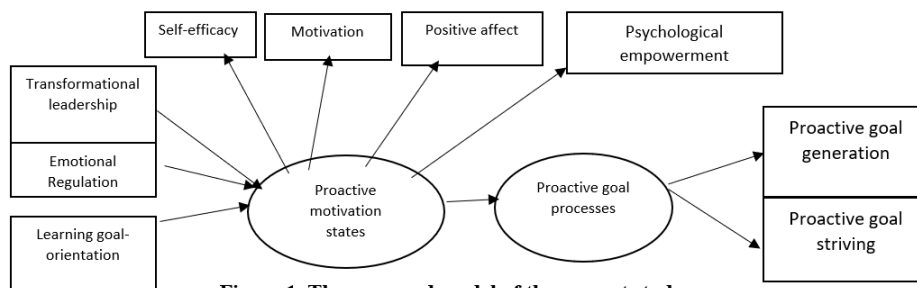 Self-efficacy
Motivation
Positive affect
Psychological
empowerment
Transformational
leadership
Emotional
Regulation
Learning goal-
orientation
Proactive
motivation
states
Proactive goal
processes
Proactive goal
generation
Proactive goal
striving